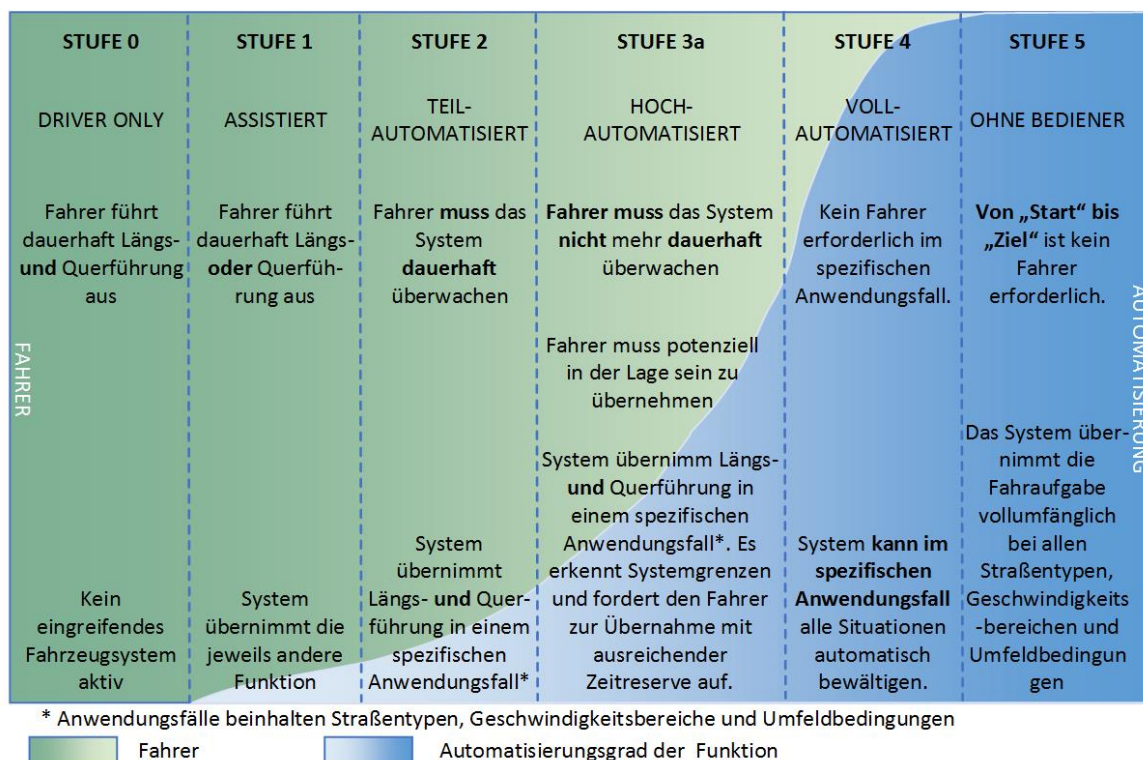 STUFE 0
DRIVER ONLY
Fahrer führt
dauerhaft Längs-
und Querführung
aus
Kein
eingreifendes
Fahrzeugsystem
aktiv
STUFE 1
ASSISTIERT
Fahrer führt
dauerhaft Längs-
oder Querfüh-
rung aus
System
übernimmt die
jeweils andere
Funktion
STUFE 2
TEIL-
AUTOMATISIERT
Fahrer muss das
System
dauerhaft
überwachen
System
übernimmt
Längs- und Quer-
führung in einem
spezifischen
Anwendungsfall*
STUFE 3a
HOCH-
AUTOMATISIERT
Fahrer muss das System
nicht mehr dauerhaft
überwachen
Fahrer muss potenziell
in der Lage sein zu
übernehmen
System übernimm Längs-
und Querführung in
einem spezifischen
Anwendungsfall*. Es
erkennt Systemgrenzen
und fordert den Fahrer
zur Übernahme mit
ausreichender
Zeitreserve auf.
STUFE 4
VOLL-
AUTOMATISIERT
Kein Fahrer
erforderlich im
spezifischen
Anwendungsfall.
System kann im
spezifischen
Anwendungsfall
alle Situationen
automatisch
bewältigen.
STUFE 5
OHNE BEDIENER
Von „Start“ bis
„Ziel“ ist kein
Fahrer
erforderlich.
Das System über-
nimmt die
Fahraufgabe
vollumfänglich
bei allen
Straßentypen,
Geschwindigkeits
-bereichen und
Umfeldbedingun
gen
FAHRER
AUTOMATISIERUNG
* Anwendungsfälle beinhalten Straßentypen, Geschwindigkeitsbereiche und Umfeldbedingungen
Fahrer
Automatisierungsgrad der Funktion